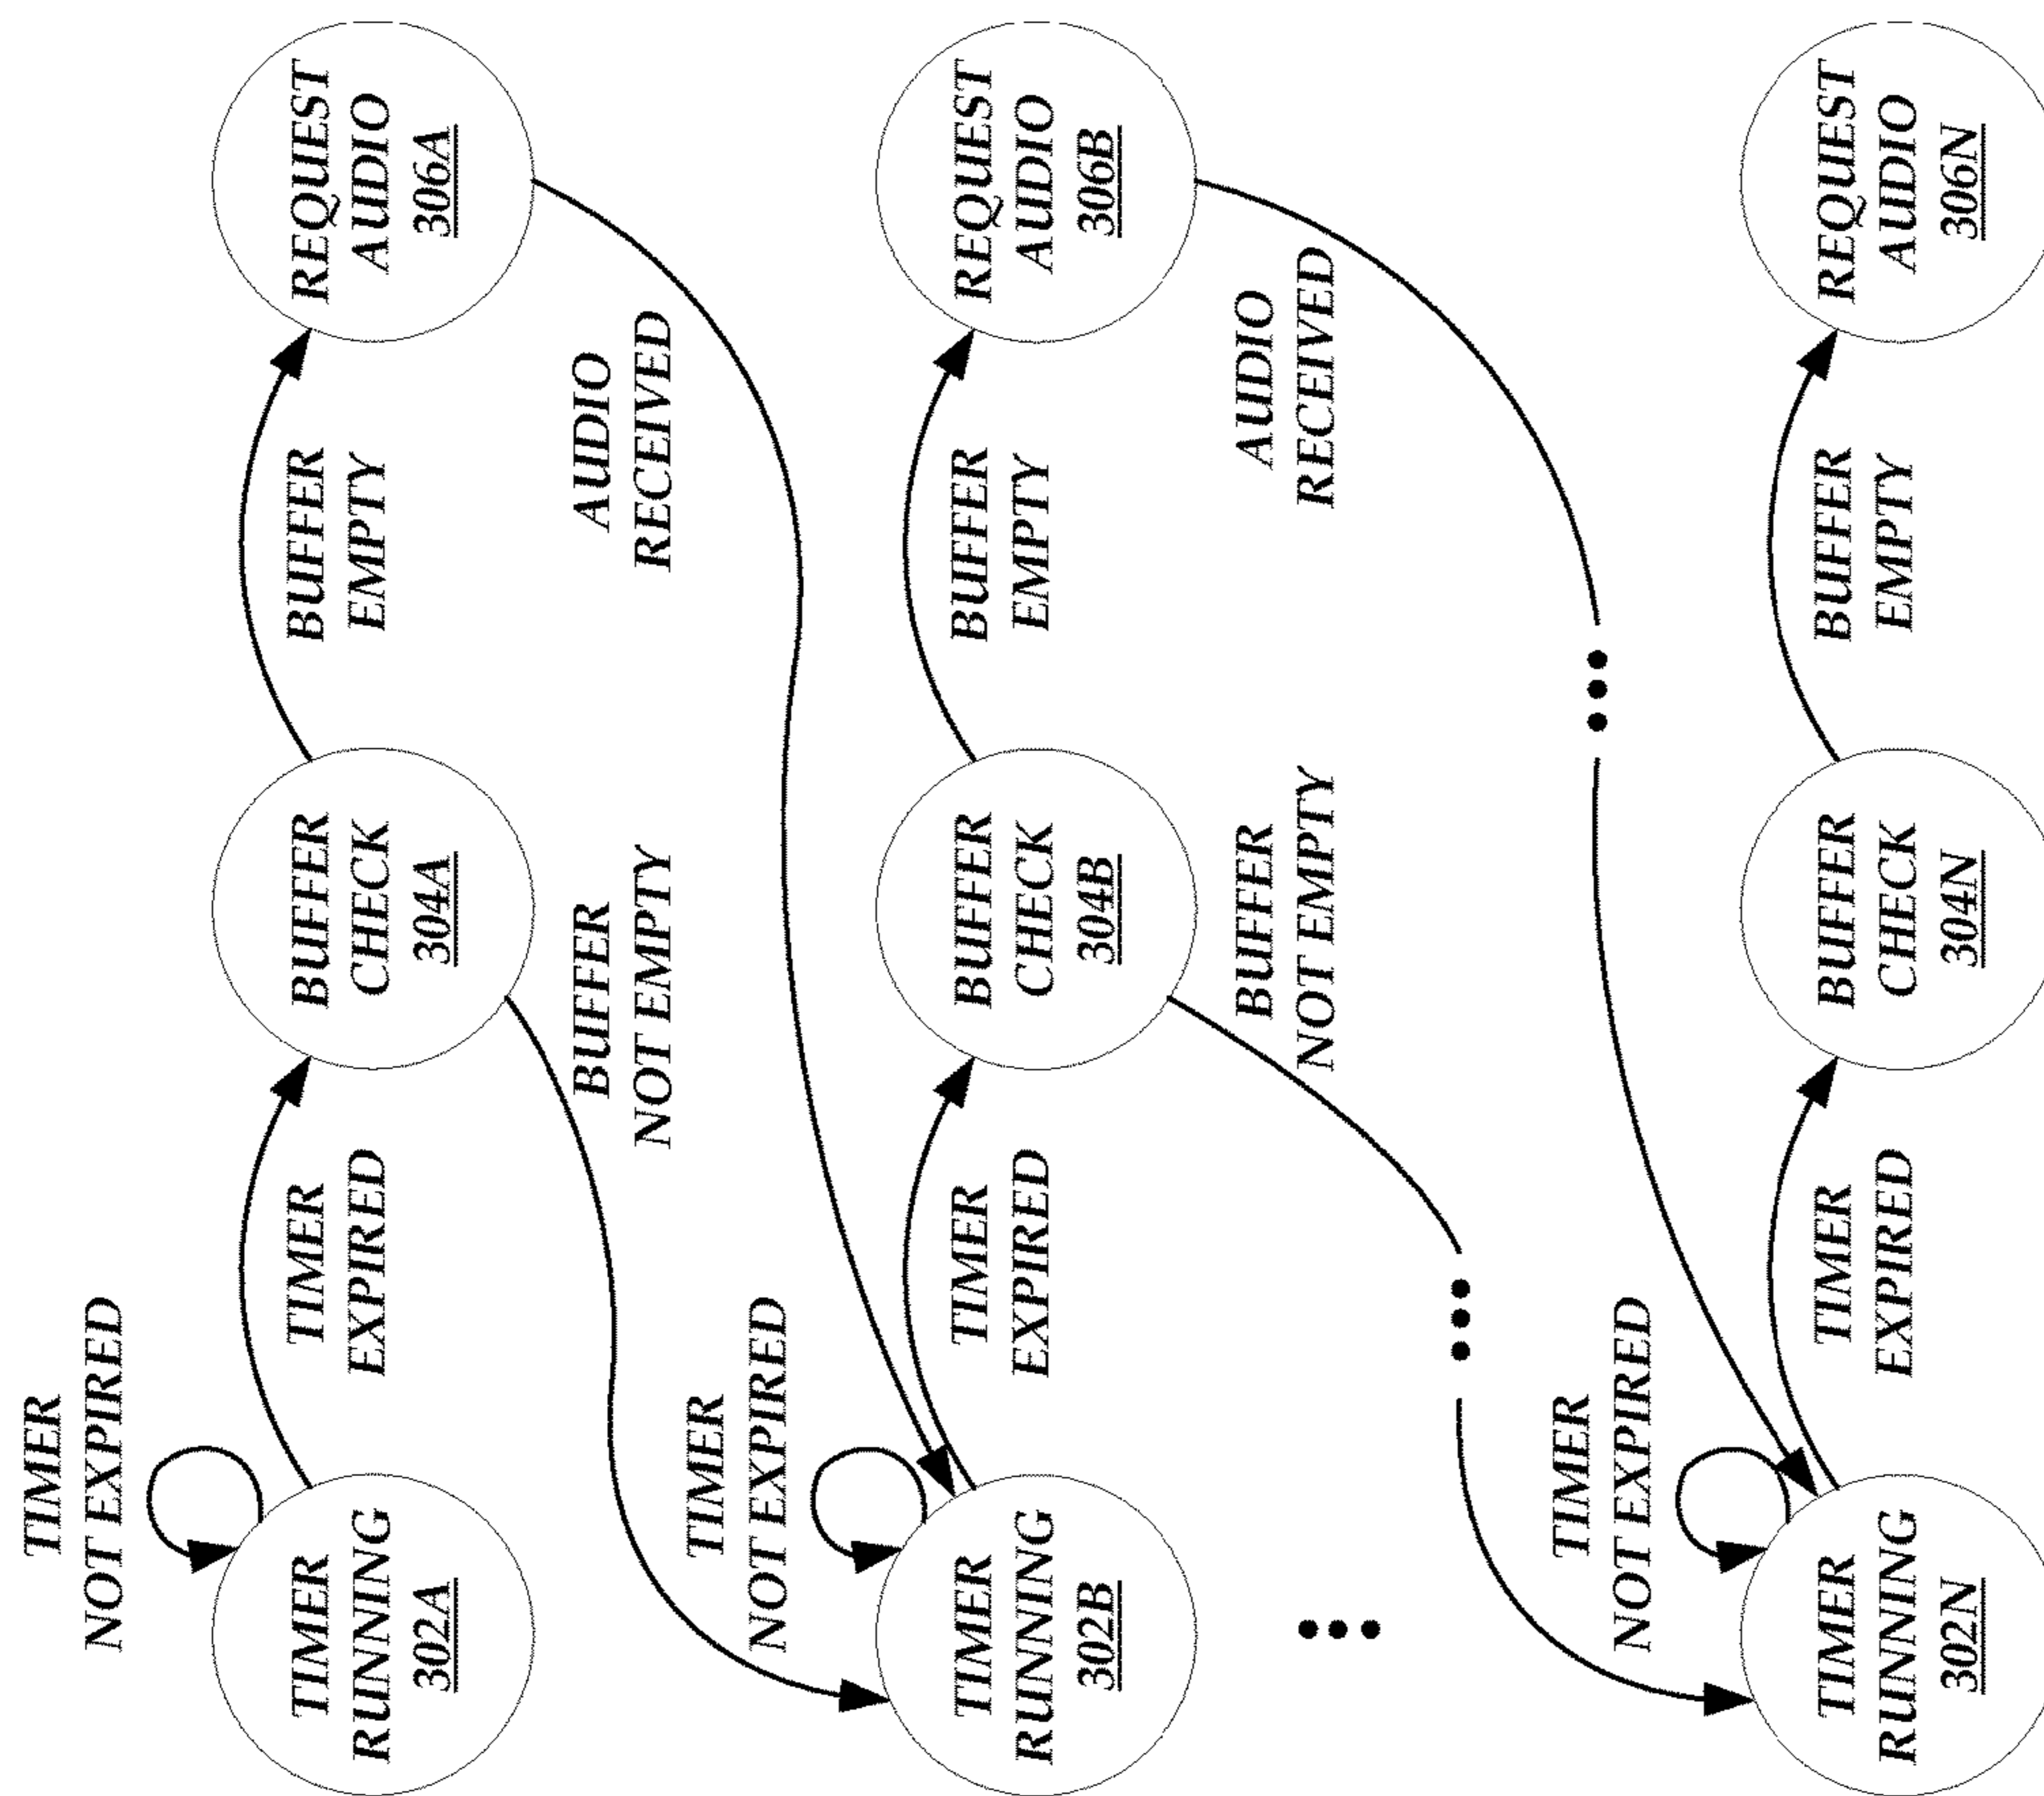 TIMER
NOT EXPIRED
TIMER
RUNNING
302A
TIMER
EXPIRED
BUFFER
CHECK
304A
BUFFER
EMPTY
REQUEST
AUDIO
306A
BUFFER
NOT EMPTY
AUDIO
RECEIVED
TIMER
NOT EXPIRED
TIMER
RUNNING
302B
TIMER
EXPIRED
BUFFER
CHECK
304B
BUFFER
EMPTY
REQUEST
AUDIO
306B
BUFFER
NOT EMPTY
AUDIO
RECEIVED
TIMER
NOT EXPIRED
TIMER
RUNNING
302N
TIMER
EXPIRED
BUFFER
CHECK
304N
BUFFER
EMPTY
REQUEST
AUDIO
306N